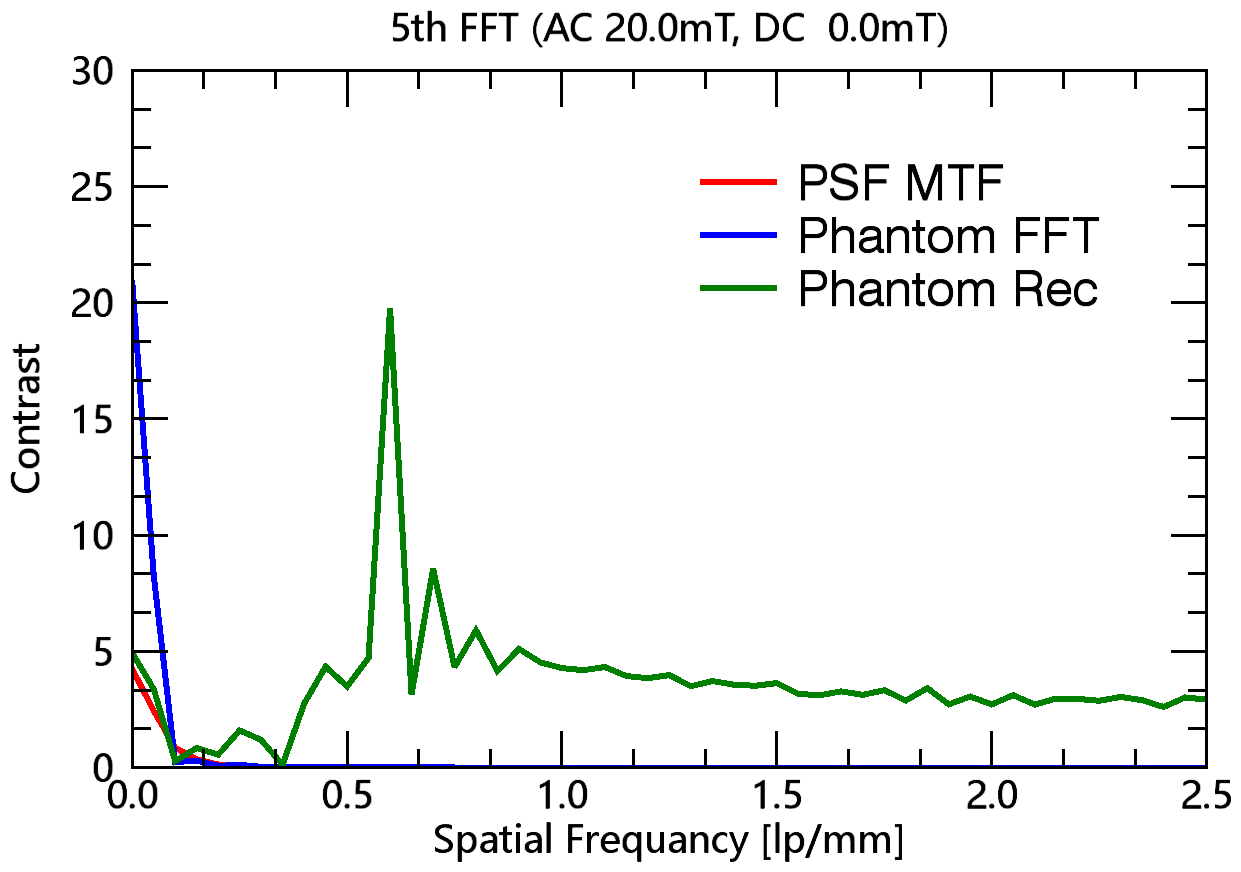 5th FFT (AC 20.0mT, DC  0.0mT)
30
25
20
15
10
5
0
Contrast
PSF MTF
Phantom FFT
Phantom Rec
0.0 0.5 1.0 1.5 2.0 2.5
Spatial Frequancy [lp/mm]